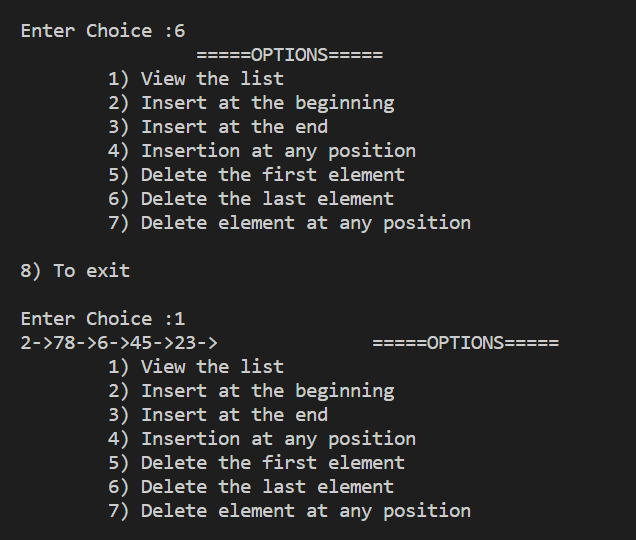 Enter Choice :6
=====OPTIONS=====
1) View the list
2) Insert at the beginning
3) Insert at the end
4) Insertion at any position
5) Delete the first element
6) Delete the last element
7) Delete element at any position
8) To exit
Enter Choice :1
2->78->6->45->23-> =====OPTIONS=====
1) View the list
2) Insert at the beginning
3) Insert at the end
4) Insertion at any position
5) Delete the first element
6) Delete the last element
7) Delete element at any position